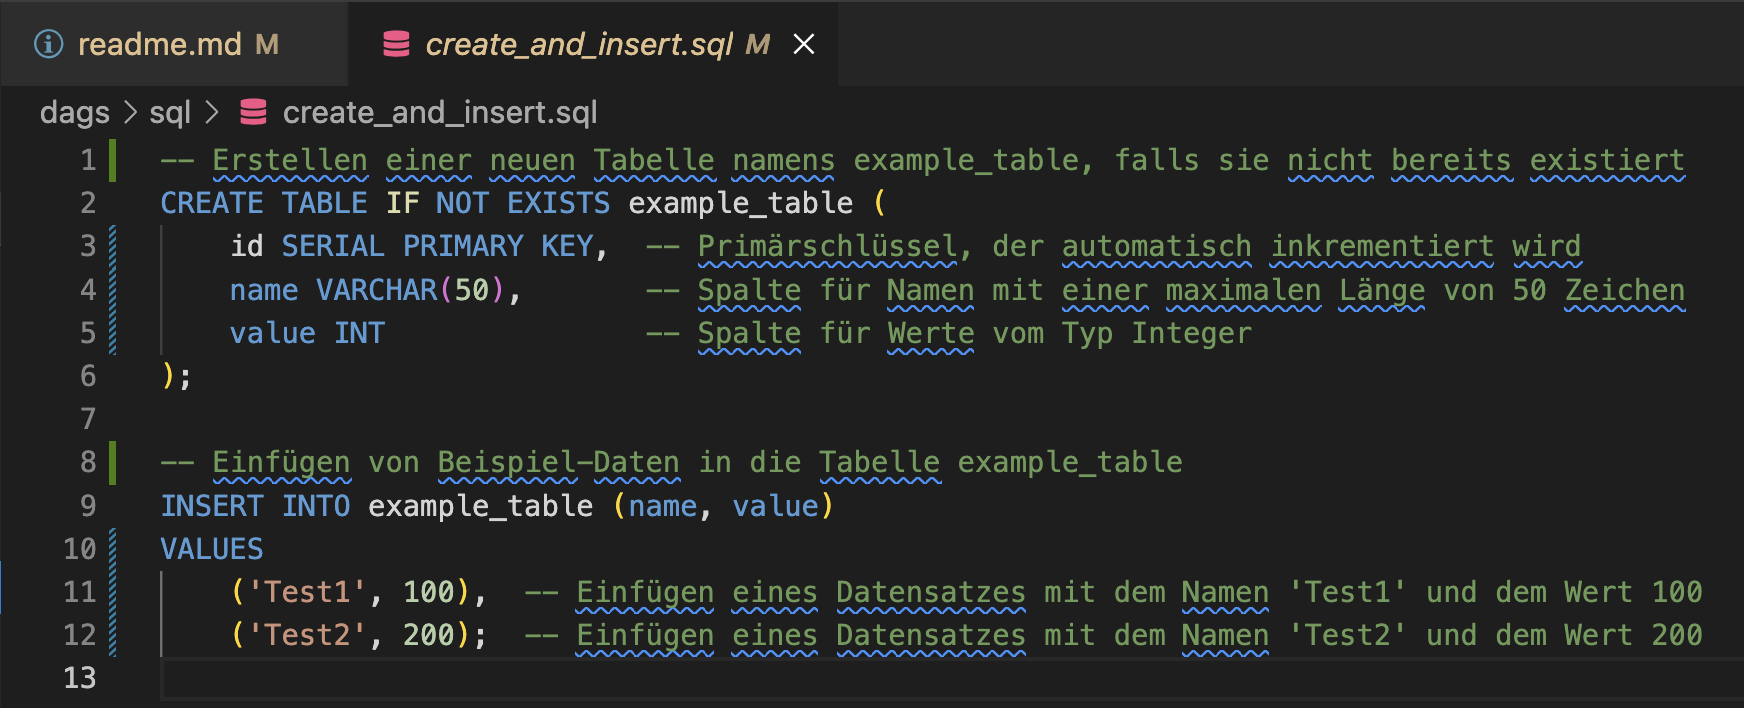 readme.md M create_and_insert.sql M
dags > sql > create_and_insert.sql
1 -- Erstellen einer neuen Tabelle namens example_table, falls sie nicht bereits existiert
2 CREATE TABLE IF NOT EXISTS example_table (
3     id SERIAL PRIMARY KEY,  -- Primärschlüssel, der automatisch inkrementiert wird
4     name VARCHAR(50),       -- Spalte für Namen mit einer maximalen Länge von 50 Zeichen
5     value INT               -- Spalte für Werte vom Typ Integer
6 );
7
8 -- Einfügen von Beispiel-Daten in die Tabelle example_table
9 INSERT INTO example_table (name, value)
10 VALUES
11     ('Test1', 100),  -- Einfügen eines Datensatzes mit dem Namen 'Test1' und dem Wert 100
12     ('Test2', 200);  -- Einfügen eines Datensatzes mit dem Namen 'Test2' und dem Wert 200
13